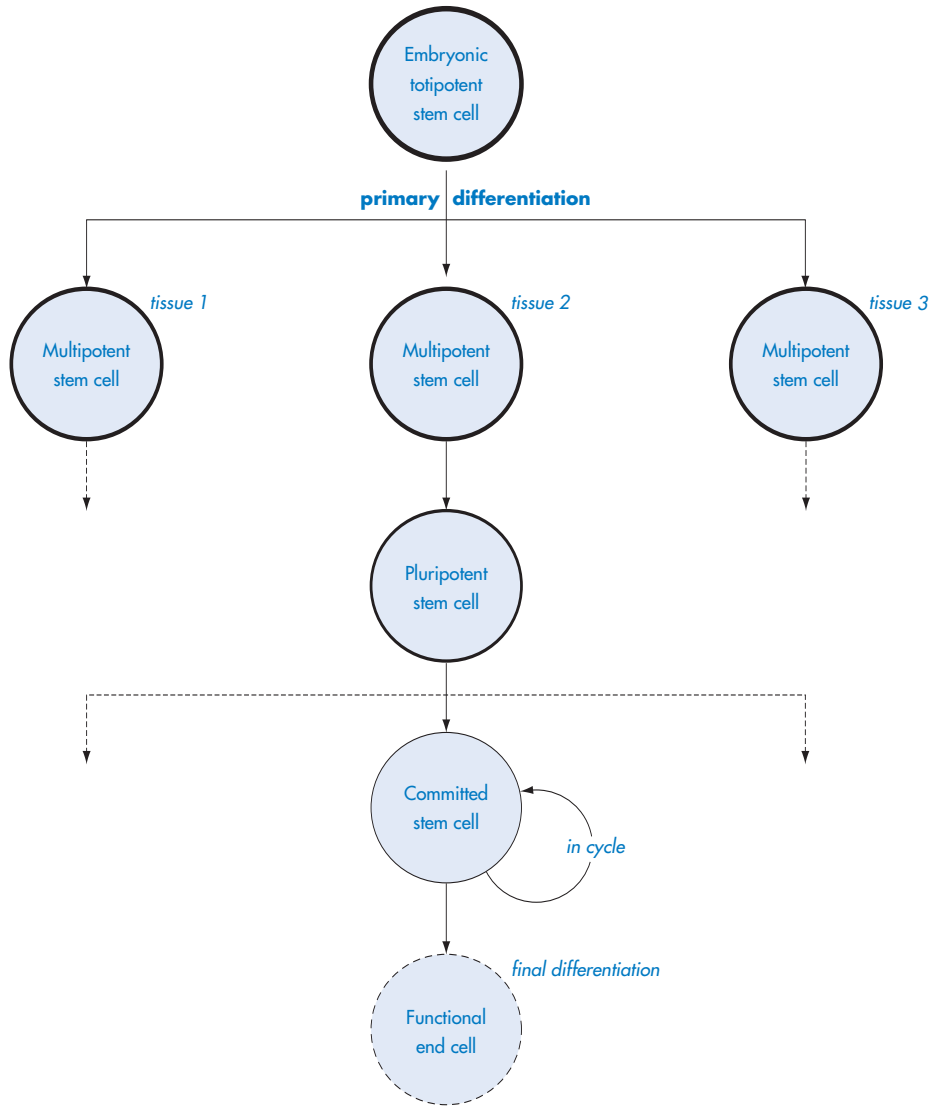 Embryonic
totipotent
stem cell
primary differentiation
tissue 1
tissue 2
tissue 3
Multipotent
stem cell
Multipotent
stem cell
Multipotent
stem cell
Pluripotent
stem cell
Committed
stem cell
in cycle
final differentiation
Functional
end cell